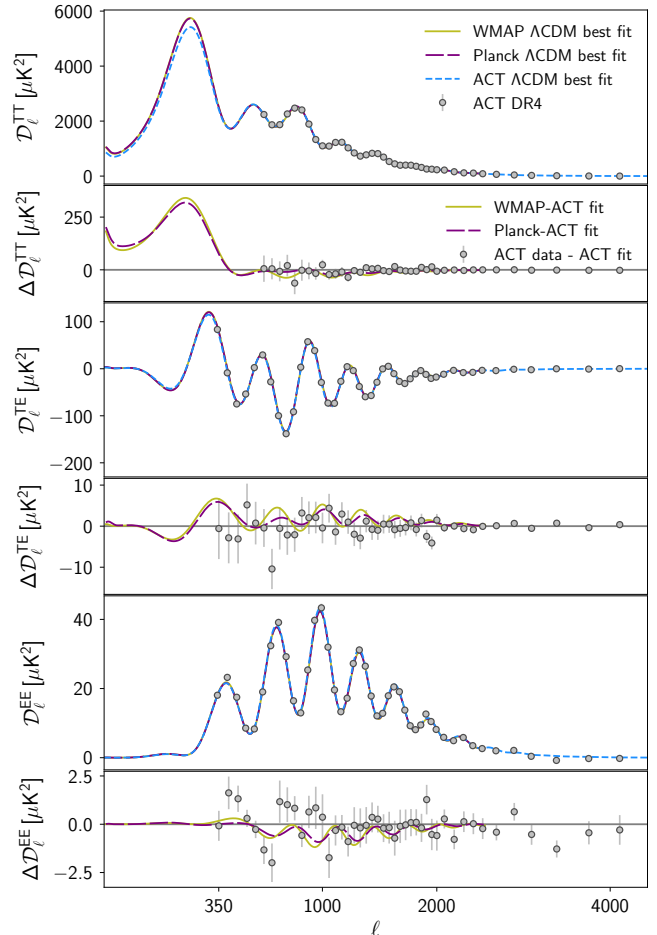 6000
4000
2000
0
𝒟_ℓ^TT [μK²]
WMAP ΛCDM best fit
Planck ΛCDM best fit
ACT ΛCDM best fit
ACT DR4
250
0
Δ𝒟_ℓ^TT [μK²]
WMAP-ACT fit
Planck-ACT fit
ACT data - ACT fit
100
0
−100
−200
𝒟_ℓ^TE [μK²]
10
0
−10
Δ𝒟_ℓ^TE [μK²]
40
20
0
𝒟_ℓ^EE [μK²]
2.5
0.0
−2.5
Δ𝒟_ℓ^EE [μK²]
350 1000 2000 4000
ℓ